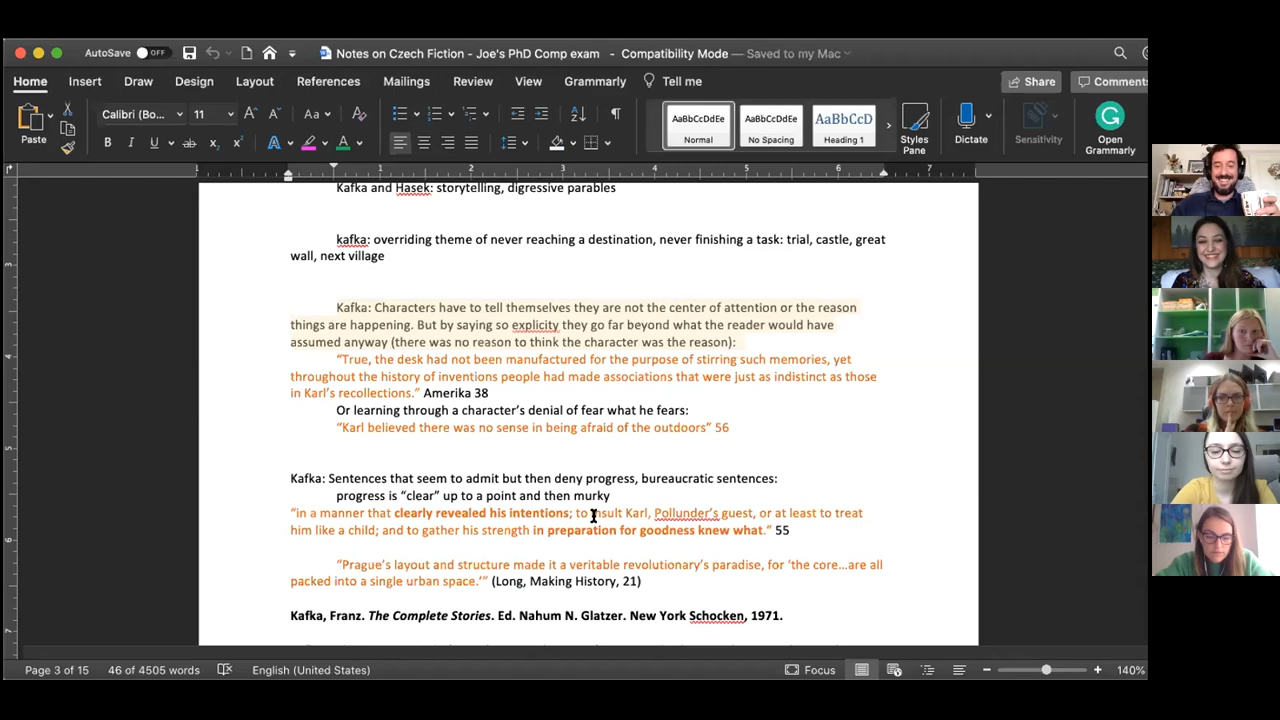 AutoSave OFF Notes on Czech Fiction - Joe's PhD Comp exam - Compatibility Mode — Saved to my Mac
Home Insert Draw Design Layout References Mailings Review View Grammarly Tell me Share Comments
Paste Calibri (Bo... 11 Aa AaBbCcDdEe AaBbCcDdEe AaBbCcD Styles Dictate Sensitivity Open
Normal No Spacing Heading 1 Pane Grammarly
1 2 3 4 5 6 7
Kafka and Hasek: storytelling, digressive parables
kafka: overriding theme of never reaching a destination, never finishing a task: trial, castle, great
wall, next village
Kafka: Characters have to tell themselves they are not the center of attention or the reason
things are happening. But by saying so explicity they go far beyond what the reader would have
assumed anyway (there was no reason to think the character was the reason):
“True, the desk had not been manufactured for the purpose of stirring such memories, yet
throughout the history of inventions people had made associations that were just as indistinct as those
in Karl’s recollections.” Amerika 38
Or learning through a character’s denial of fear what he fears:
“Karl believed there was no sense in being afraid of the outdoors” 56
Kafka: Sentences that seem to admit but then deny progress, bureaucratic sentences:
progress is “clear” up to a point and then murky
“in a manner that clearly revealed his intentions; to insult Karl, Pollunder’s guest, or at least to treat
him like a child; and to gather his strength in preparation for goodness knew what.” 55
“Prague’s layout and structure made it a veritable revolutionary’s paradise, for ‘the core…are all
packed into a single urban space.’” (Long, Making History, 21)
Kafka, Franz. The Complete Stories. Ed. Nahum N. Glatzer. New York Schocken, 1971.
Page 3 of 15 46 of 4505 words English (United States) Focus 140%